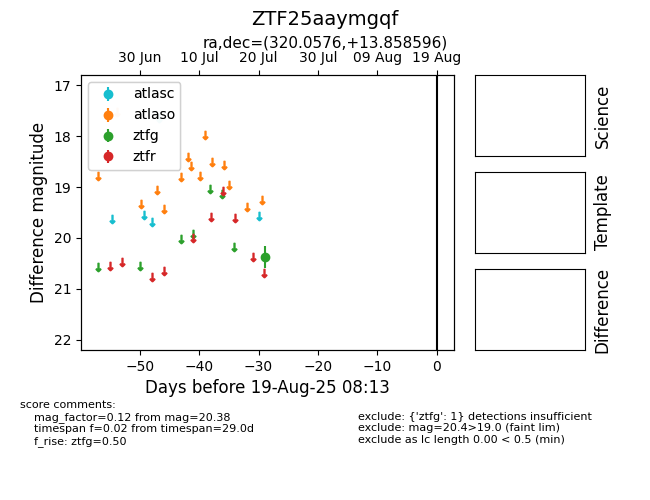 ZTF25aaymgqf
ra,dec=(320.0576,+13.858596)
30 Jun 10 Jul 20 Jul 30 Jul 09 Aug 19 Aug
17
18
19
20
21
22
Difference magnitude
atlasc
atlaso
ztfg
ztfr
−50 −40 −30 −20 −10 0
Days before 19-Aug-25 08:13
Science
Template
Difference
score comments:
mag_factor=0.12 from mag=20.38
timespan f=0.02 from timespan=29.0d
f_rise: ztfg=0.50
exclude: {'ztfg': 1} detections insufficient
exclude: mag=20.4>19.0 (faint lim)
exclude as lc length 0.00 < 0.5 (min)